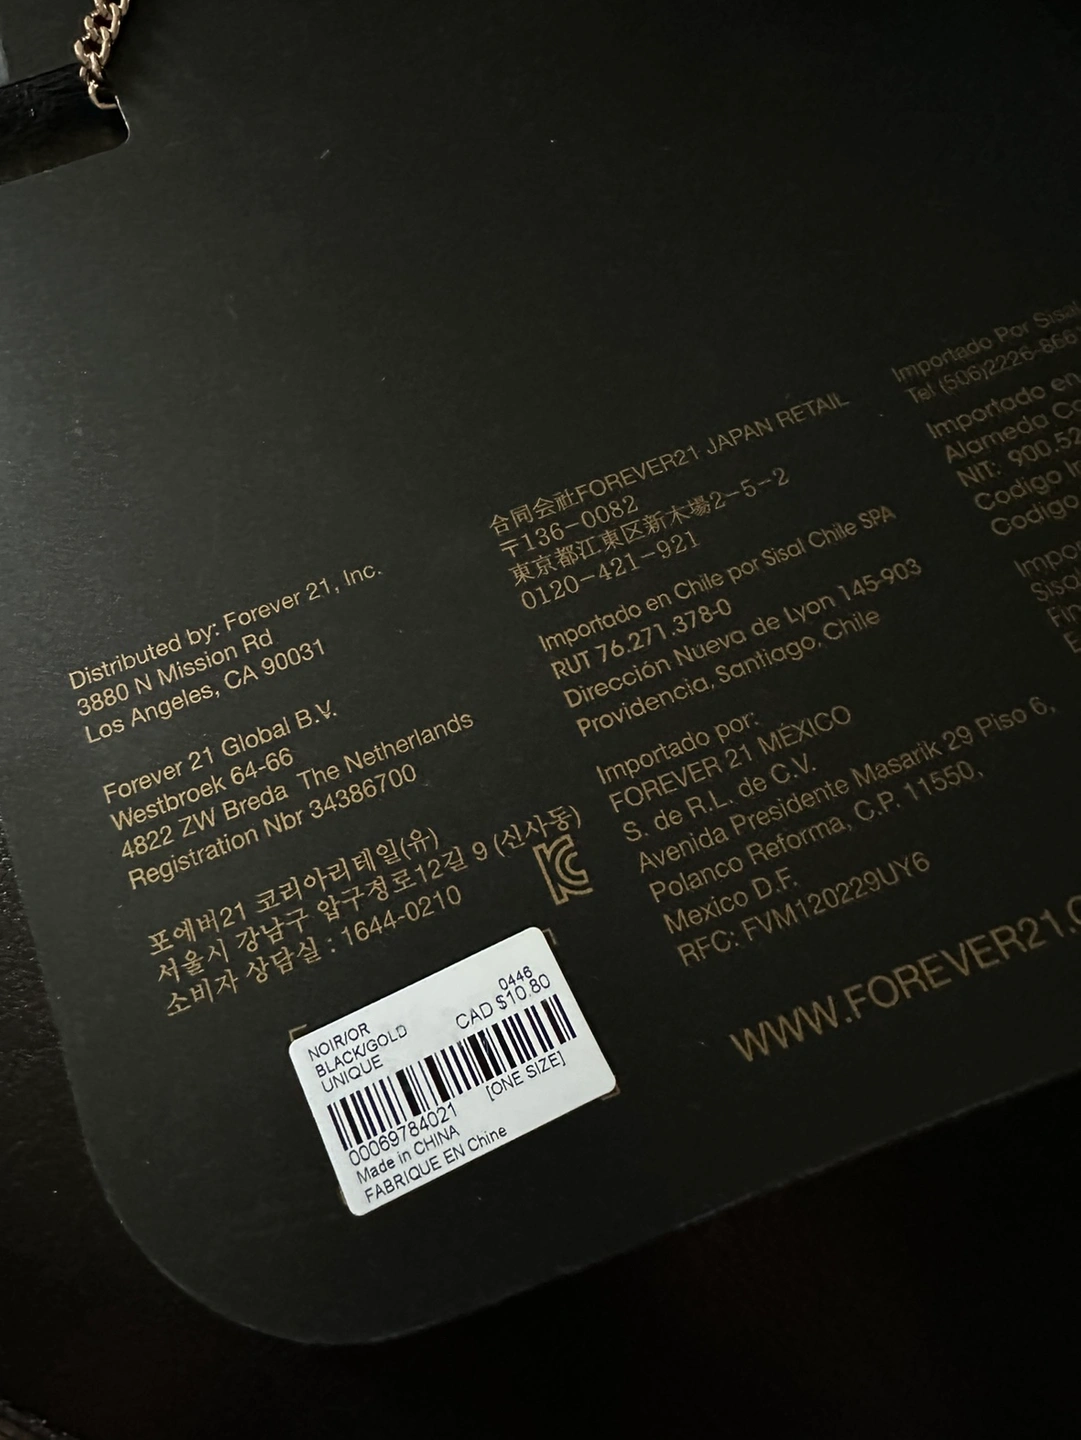 Distributed by: Forever 21, Inc.
3880 N Mission Rd
Los Angeles, CA 90031
Forever 21 Global B.V.
Westbroek 64-66
4822 ZW Breda The Netherlands
Registration Nbr 34386700
포에버21 코리아리테일(유)
서울시 강남구 압구정로12길 9 (신사동)
소비자 상담실 : 1644-0210
合同会社FOREVER21 JAPAN RETAIL
〒136-0082
東京都江東区新木場2-5-2
0120-421-921
Importado en Chile por Sisal Chile SPA
RUT 76.271.378-0
Dirección Nueva de Lyon 145-903
Providencia, Santiago, Chile
Importado por:
FOREVER 21 MEXICO
S. de R.L. de C.V.
Avenida Presidente Masarik 29 Piso 6,
Polanco Reforma, C.P. 11550,
Mexico D.F.
RFC: FVM120229UY6
Importado Por Sisal
Tel (506)2226-666
Importado en
Alameda
NIT: 900.52
Codigo
Codigo
WWW.FOREVER21.
0446
NOIR/OR CAD $10.80
BLACK/GOLD
UNIQUE
[ONE SIZE]
00069784021
Made in CHINA
FABRIQUE EN Chine